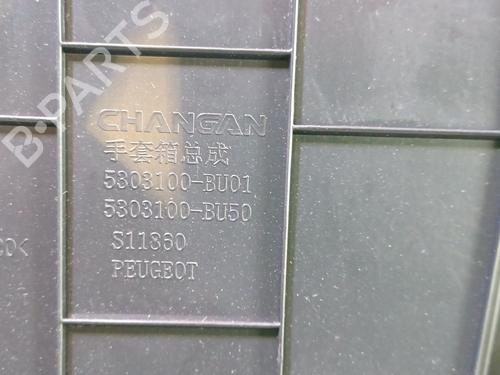 CHANGAN
手套箱总成
5303100-BU01
5303100-BU50
S11860
PEUGEOT
B-PARTS